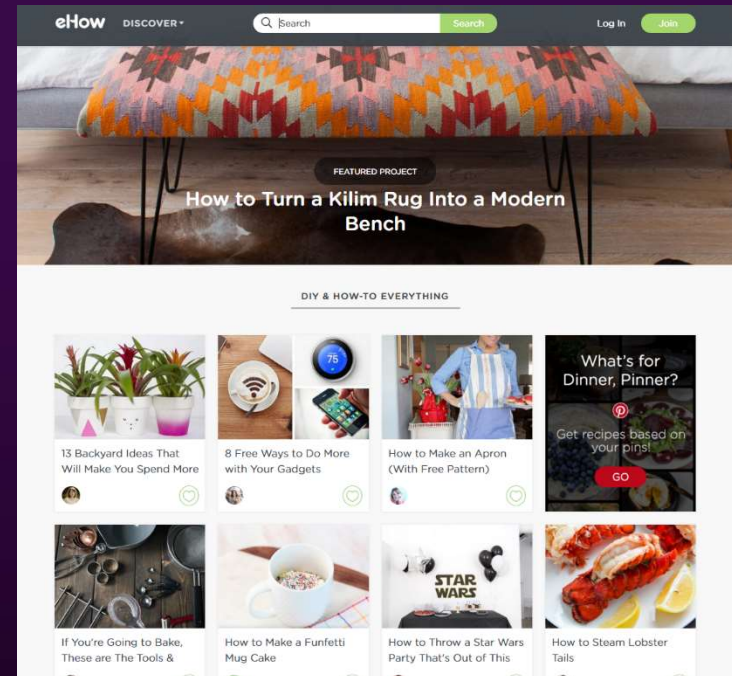 eHow
DISCOVER
Search
Search
Log In
Join
FEATURED PROJECT
How to Turn a Kilim Rug Into a Modern
Bench
DIY & HOW-TO EVERYTHING
75
13 Backyard Ideas That
Will Make You Spend More
8 Free Ways to Do More
with Your Gadgets
How to Make an Apron
(With Free Pattern)
What's for
Dinner, Pinner?
Get recipes based on
your pins!
GO
If You're Going to Bake,
These are The Tools &
How to Make a Funfetti
Mug Cake
STAR
WARS
How to Throw a Star Wars
Party That's Out of This
How to Steam Lobster
Tails